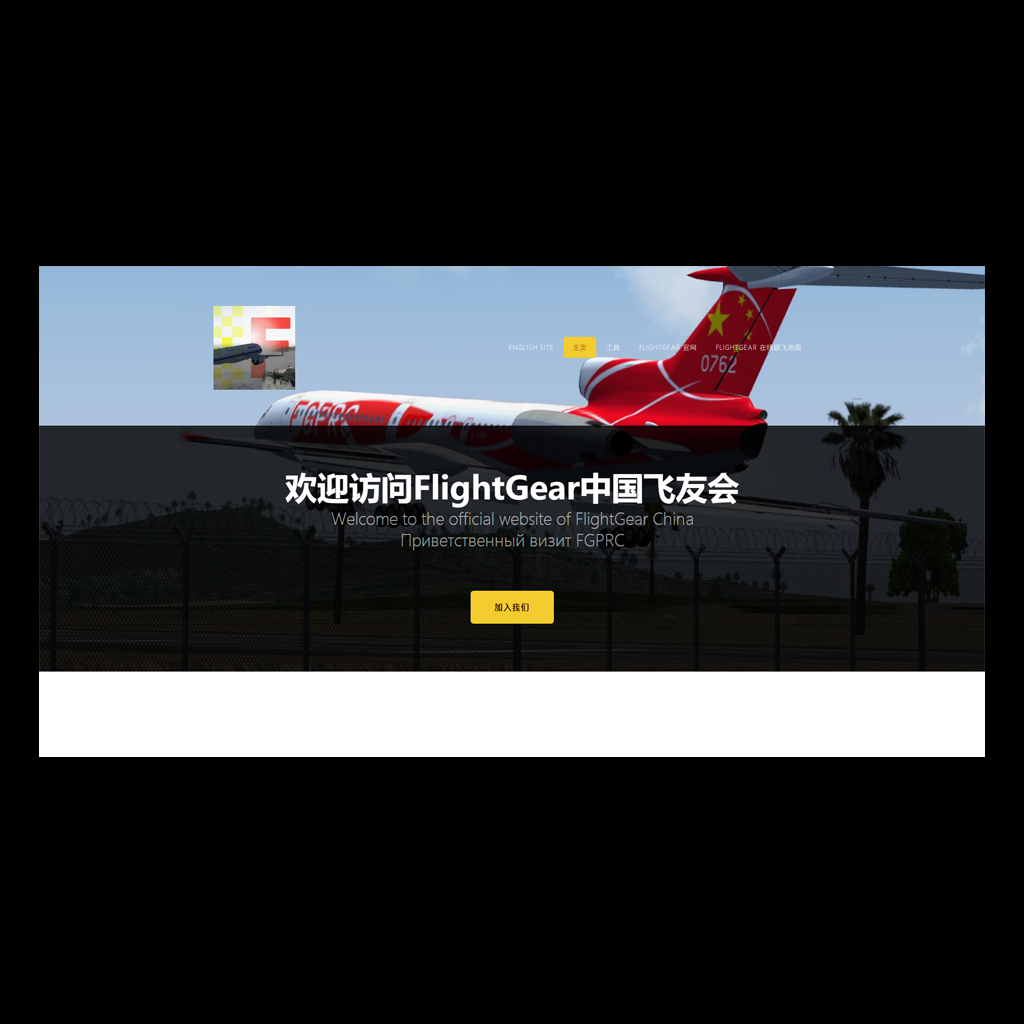 ENGLISH SITE 主页 工具 FLIGHTGEAR 官网 FLIGHTGEAR 在线联飞地图
0762
FGPRC
欢迎访问FlightGear中国飞友会
Welcome to the official website of FlightGear China
Приветственный визит FGPRC
加入我们